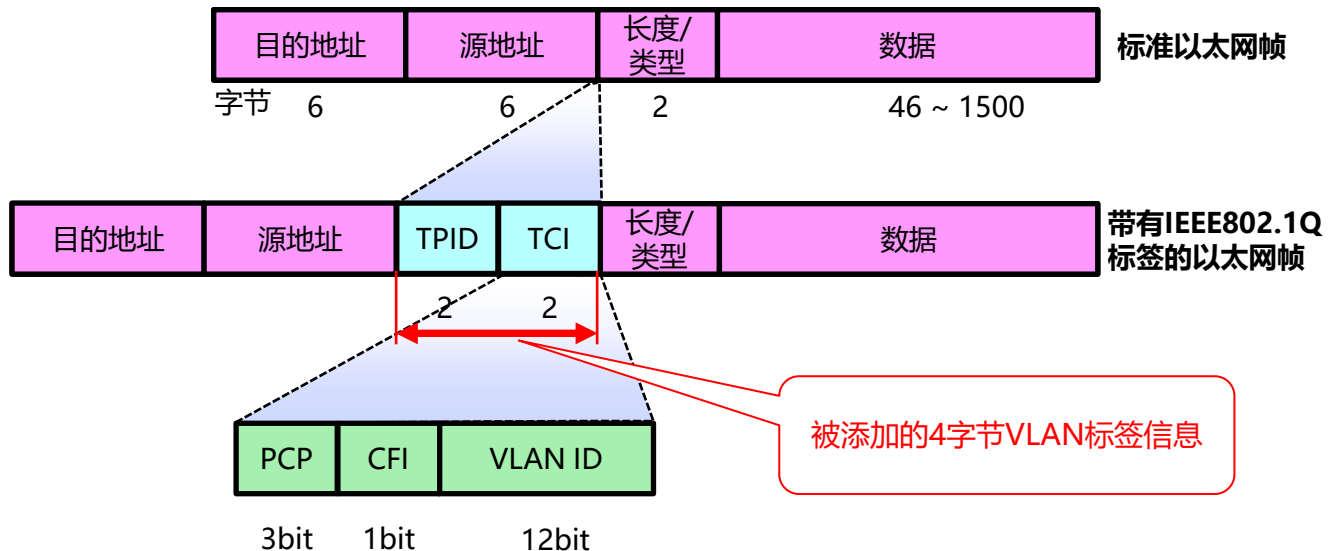 目的地址
源地址
长度/
类型
数据
标准以太网帧
字节
6
6
2
46 ~ 1500
目的地址
源地址
TPID
TCI
长度/
类型
数据
带有IEEE802.1Q
标签的以太网帧
2
2
被添加的4字节VLAN标签信息
PCP
CFI
VLAN ID
3bit
1bit
12bit